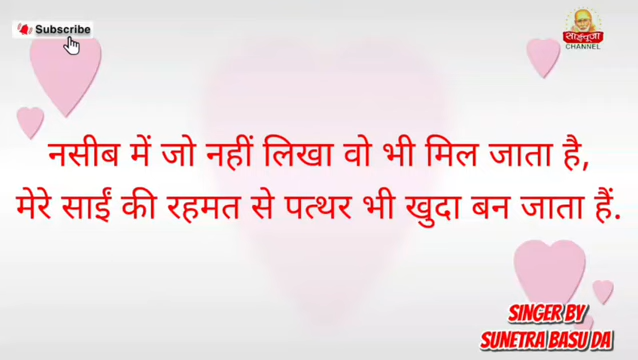 Subscribe
साईंपूजा
CHANNEL
नसीब में जो नहीं लिखा वो भी मिल जाता है,
मेरे साईं की रहमत से पत्थर भी खुदा बन जाता हैं.
SINGER BY
SUNETRA BASU DA